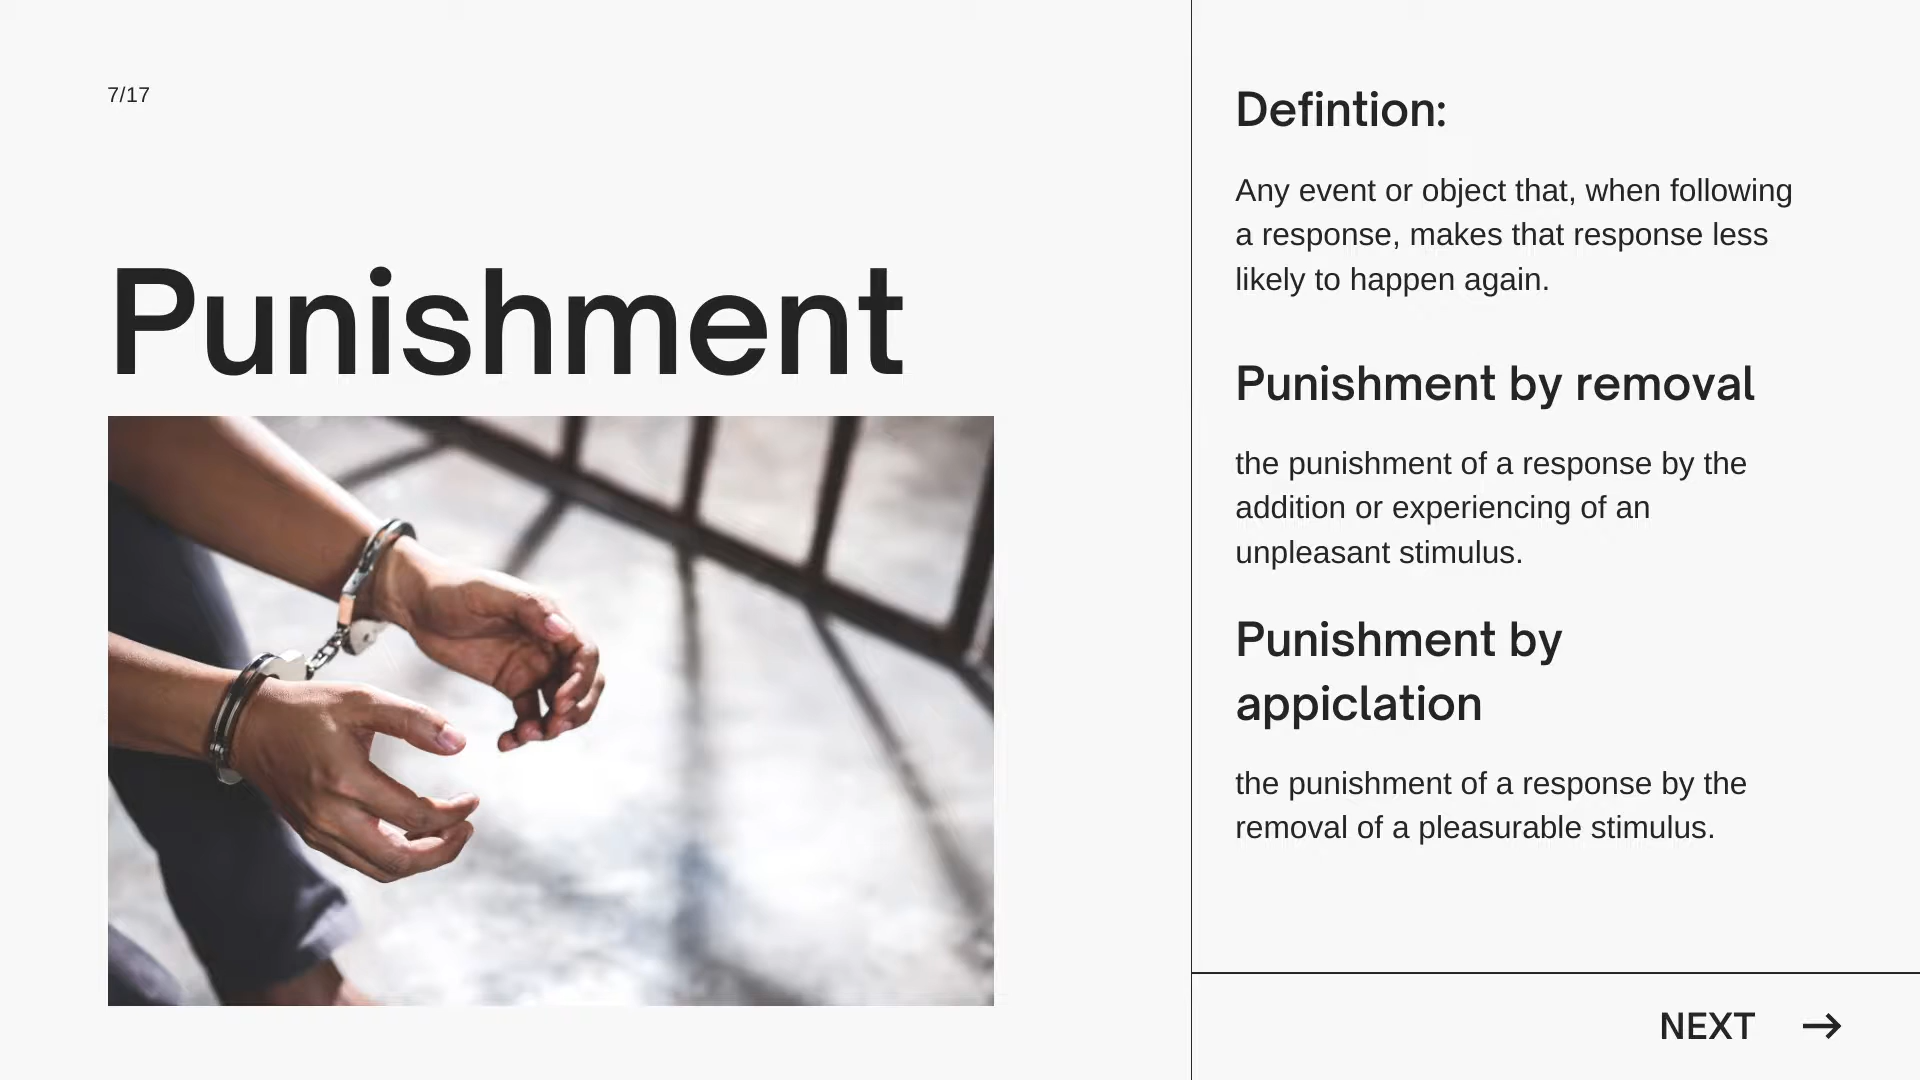 7/17
Punishment
Defintion:
Any event or object that, when following
a response, makes that response less
likely to happen again.
Punishment by removal
the punishment of a response by the
addition or experiencing of an
unpleasant stimulus.
Punishment by
appiclation
the punishment of a response by the
removal of a pleasurable stimulus.
NEXT →